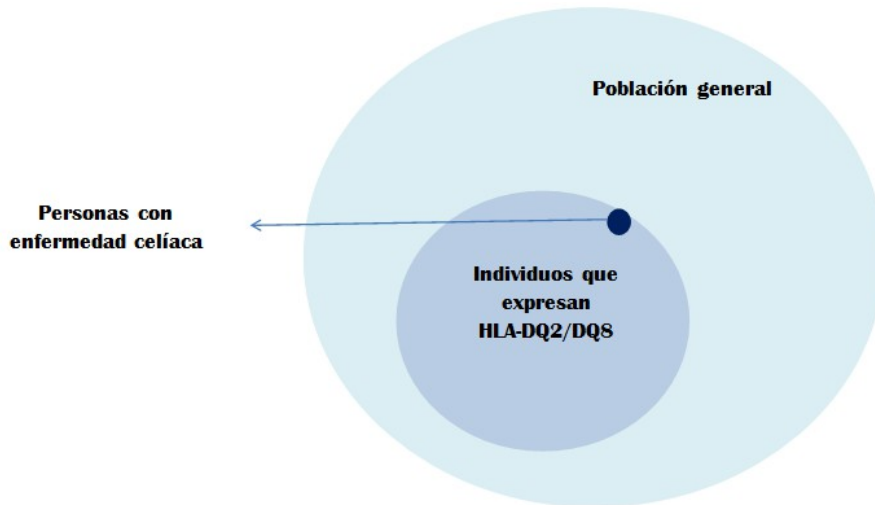 Población general
Personas con
enfermedad celíaca
Individuos que
expresan
HLA-DQ2/DQ8